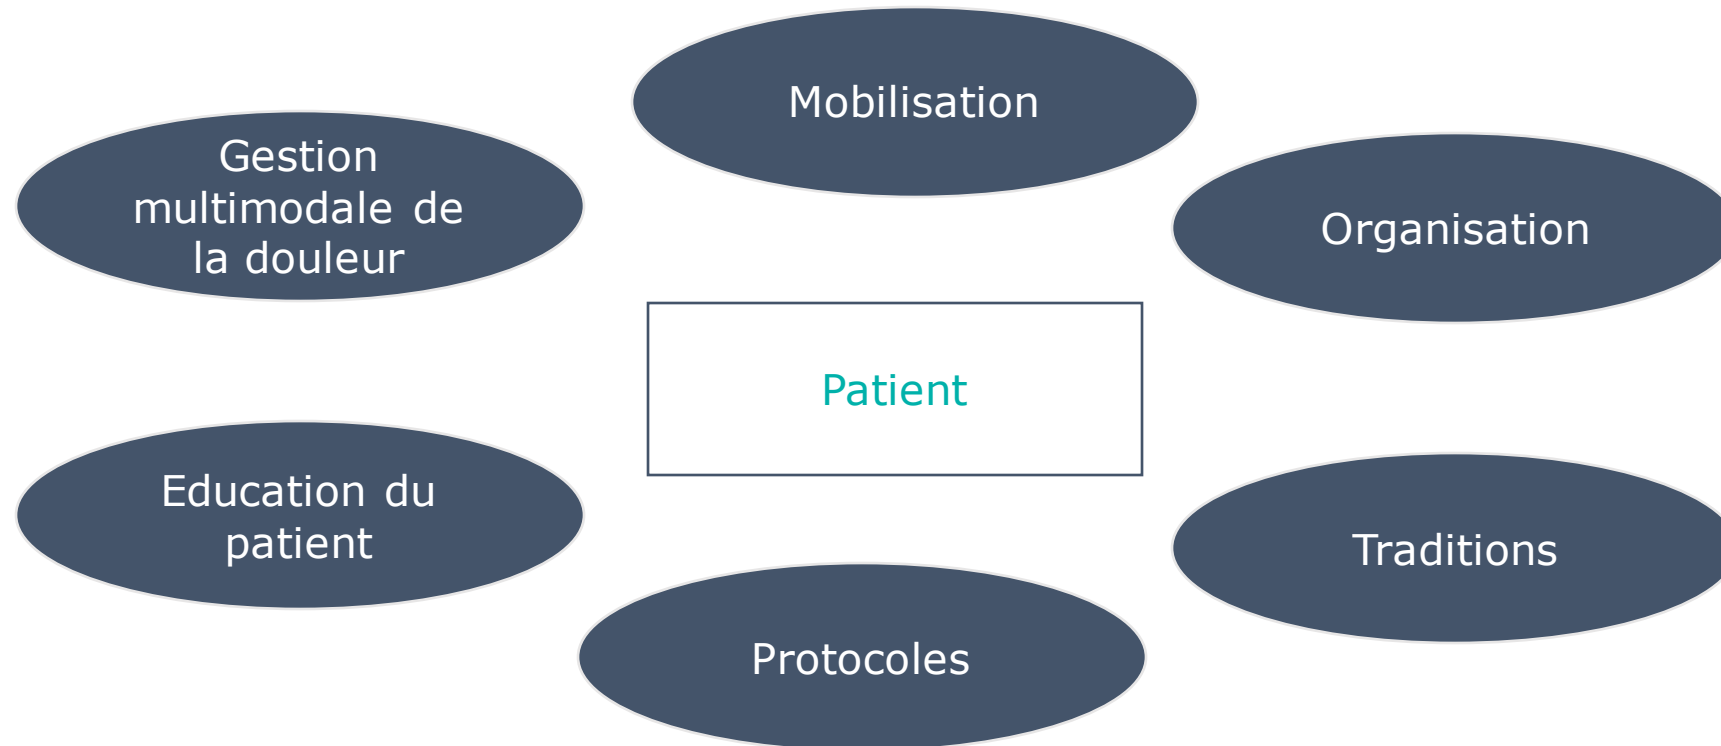 Mobilisation
Gestion
multimodale de
la douleur
Organisation
Patient
Education du
patient
Traditions
Protocoles